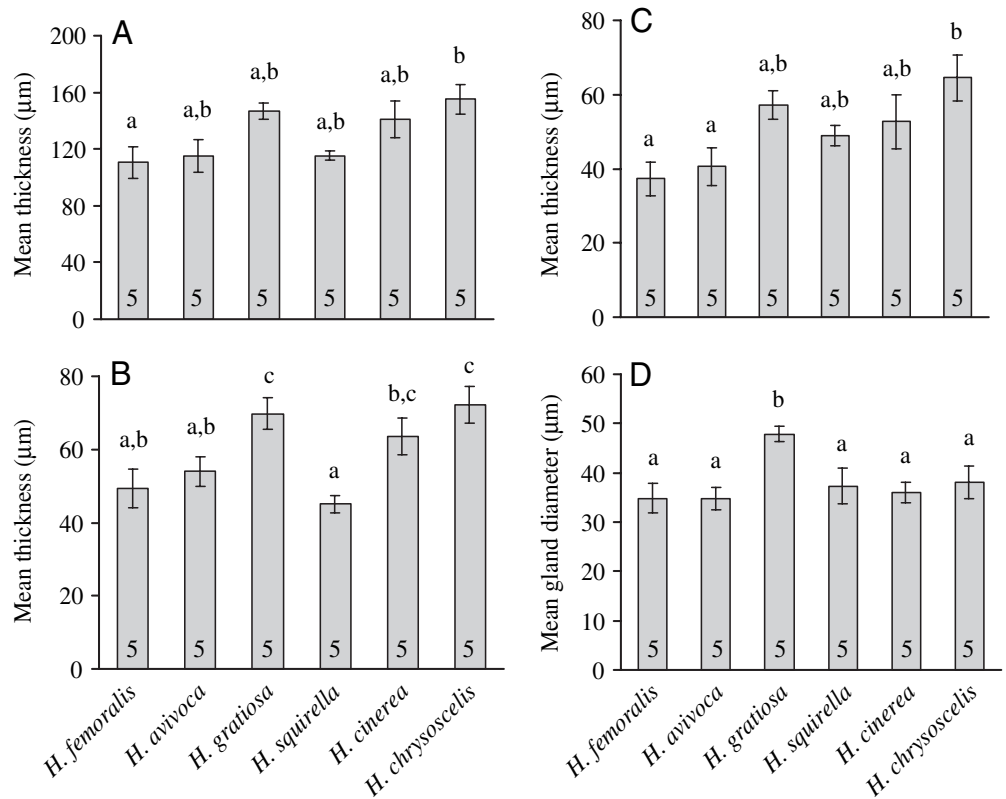 A
Mean thickness (µm)
200
160
120
80
40
0
a
a,b
a,b
a,b
a,b
b
5 5 5 5 5 5
C
Mean thickness (µm)
80
60
40
20
0
a
a
a,b
a,b
a,b
b
5 5 5 5 5 5
B
Mean thickness (µm)
80
60
40
20
0
a,b
a,b
c
a
b,c
c
5 5 5 5 5 5
H. femoralis
H. avivoca
H. gratiosa
H. squirella
H. cinerea
H. chrysoscelis
D
Mean gland diameter (µm)
60
50
40
30
20
10
0
a
a
b
a
a
a
5 5 5 5 5 5
H. femoralis
H. avivoca
H. gratiosa
H. squirella
H. cinerea
H. chrysoscelis